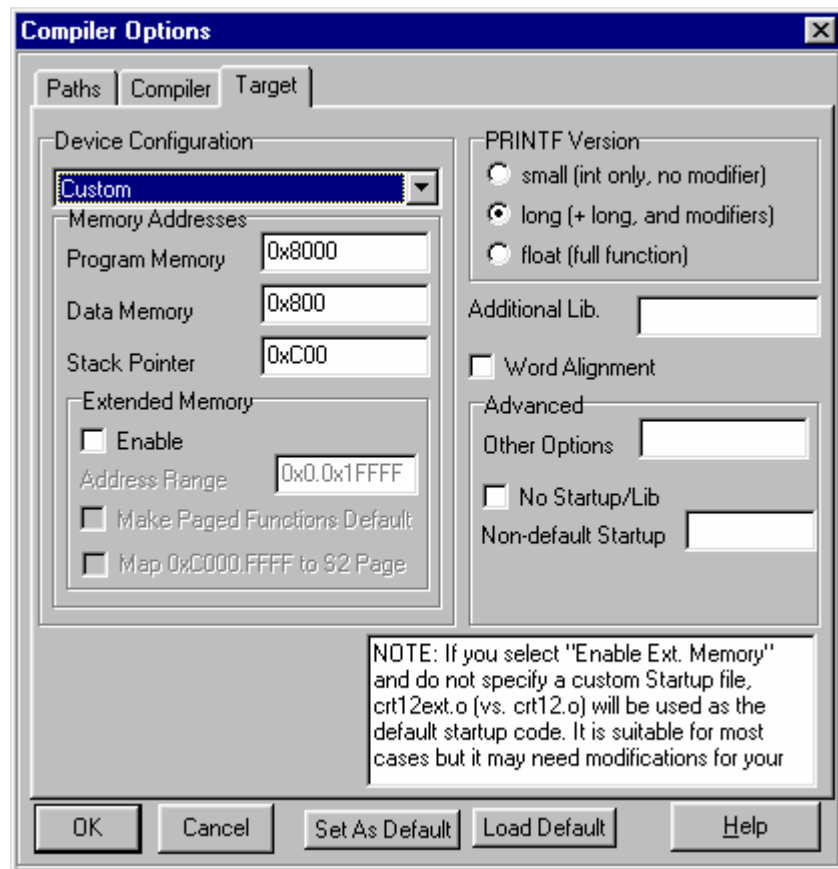 Compiler Options
Paths
Compiler
Target
Device Configuration
Custom
Memory Addresses
Program Memory
0x8000
Data Memory
0x800
Stack Pointer
0xC00
Extended Memory
Enable
Address Range
0x0.0x1FFFF
Make Paged Functions Default
Map 0xC000.FFFF to S2 Page
PRINTF Version
small (int only, no modifier)
long (+ long, and modifiers)
float (full function)
Additional Lib.
Word Alignment
Advanced
Other Options
No Startup/Lib
Non-default Startup
NOTE: If you select "Enable Ext. Memory"
and do not specify a custom Startup file,
crt12ext.o (vs. crt12.o) will be used as the
default startup code. It is suitable for most
cases but it may need modifications for your
OK
Cancel
Set As Default
Load Default
Help